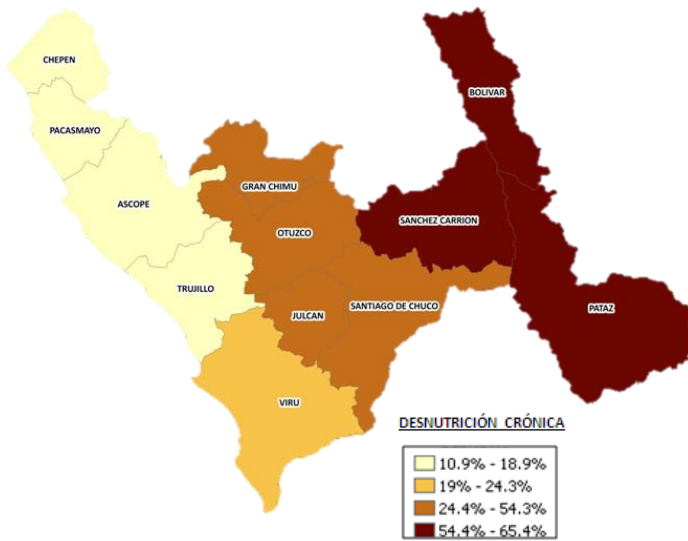 CHEPEN
BOLIVAR
PACASMAYO
GRAN CHIMU
ASCOPE
SANCHEZ CARRION
OTUZCO
TRUJILLO
SANTIAGO DE CHUCO
PATAZ
JULCAN
VIRU
DESNUTRICIÓN CRÓNICA
10.9% - 18.9%
19% - 24.3%
24.4% - 54.3%
54.4% - 65.4%